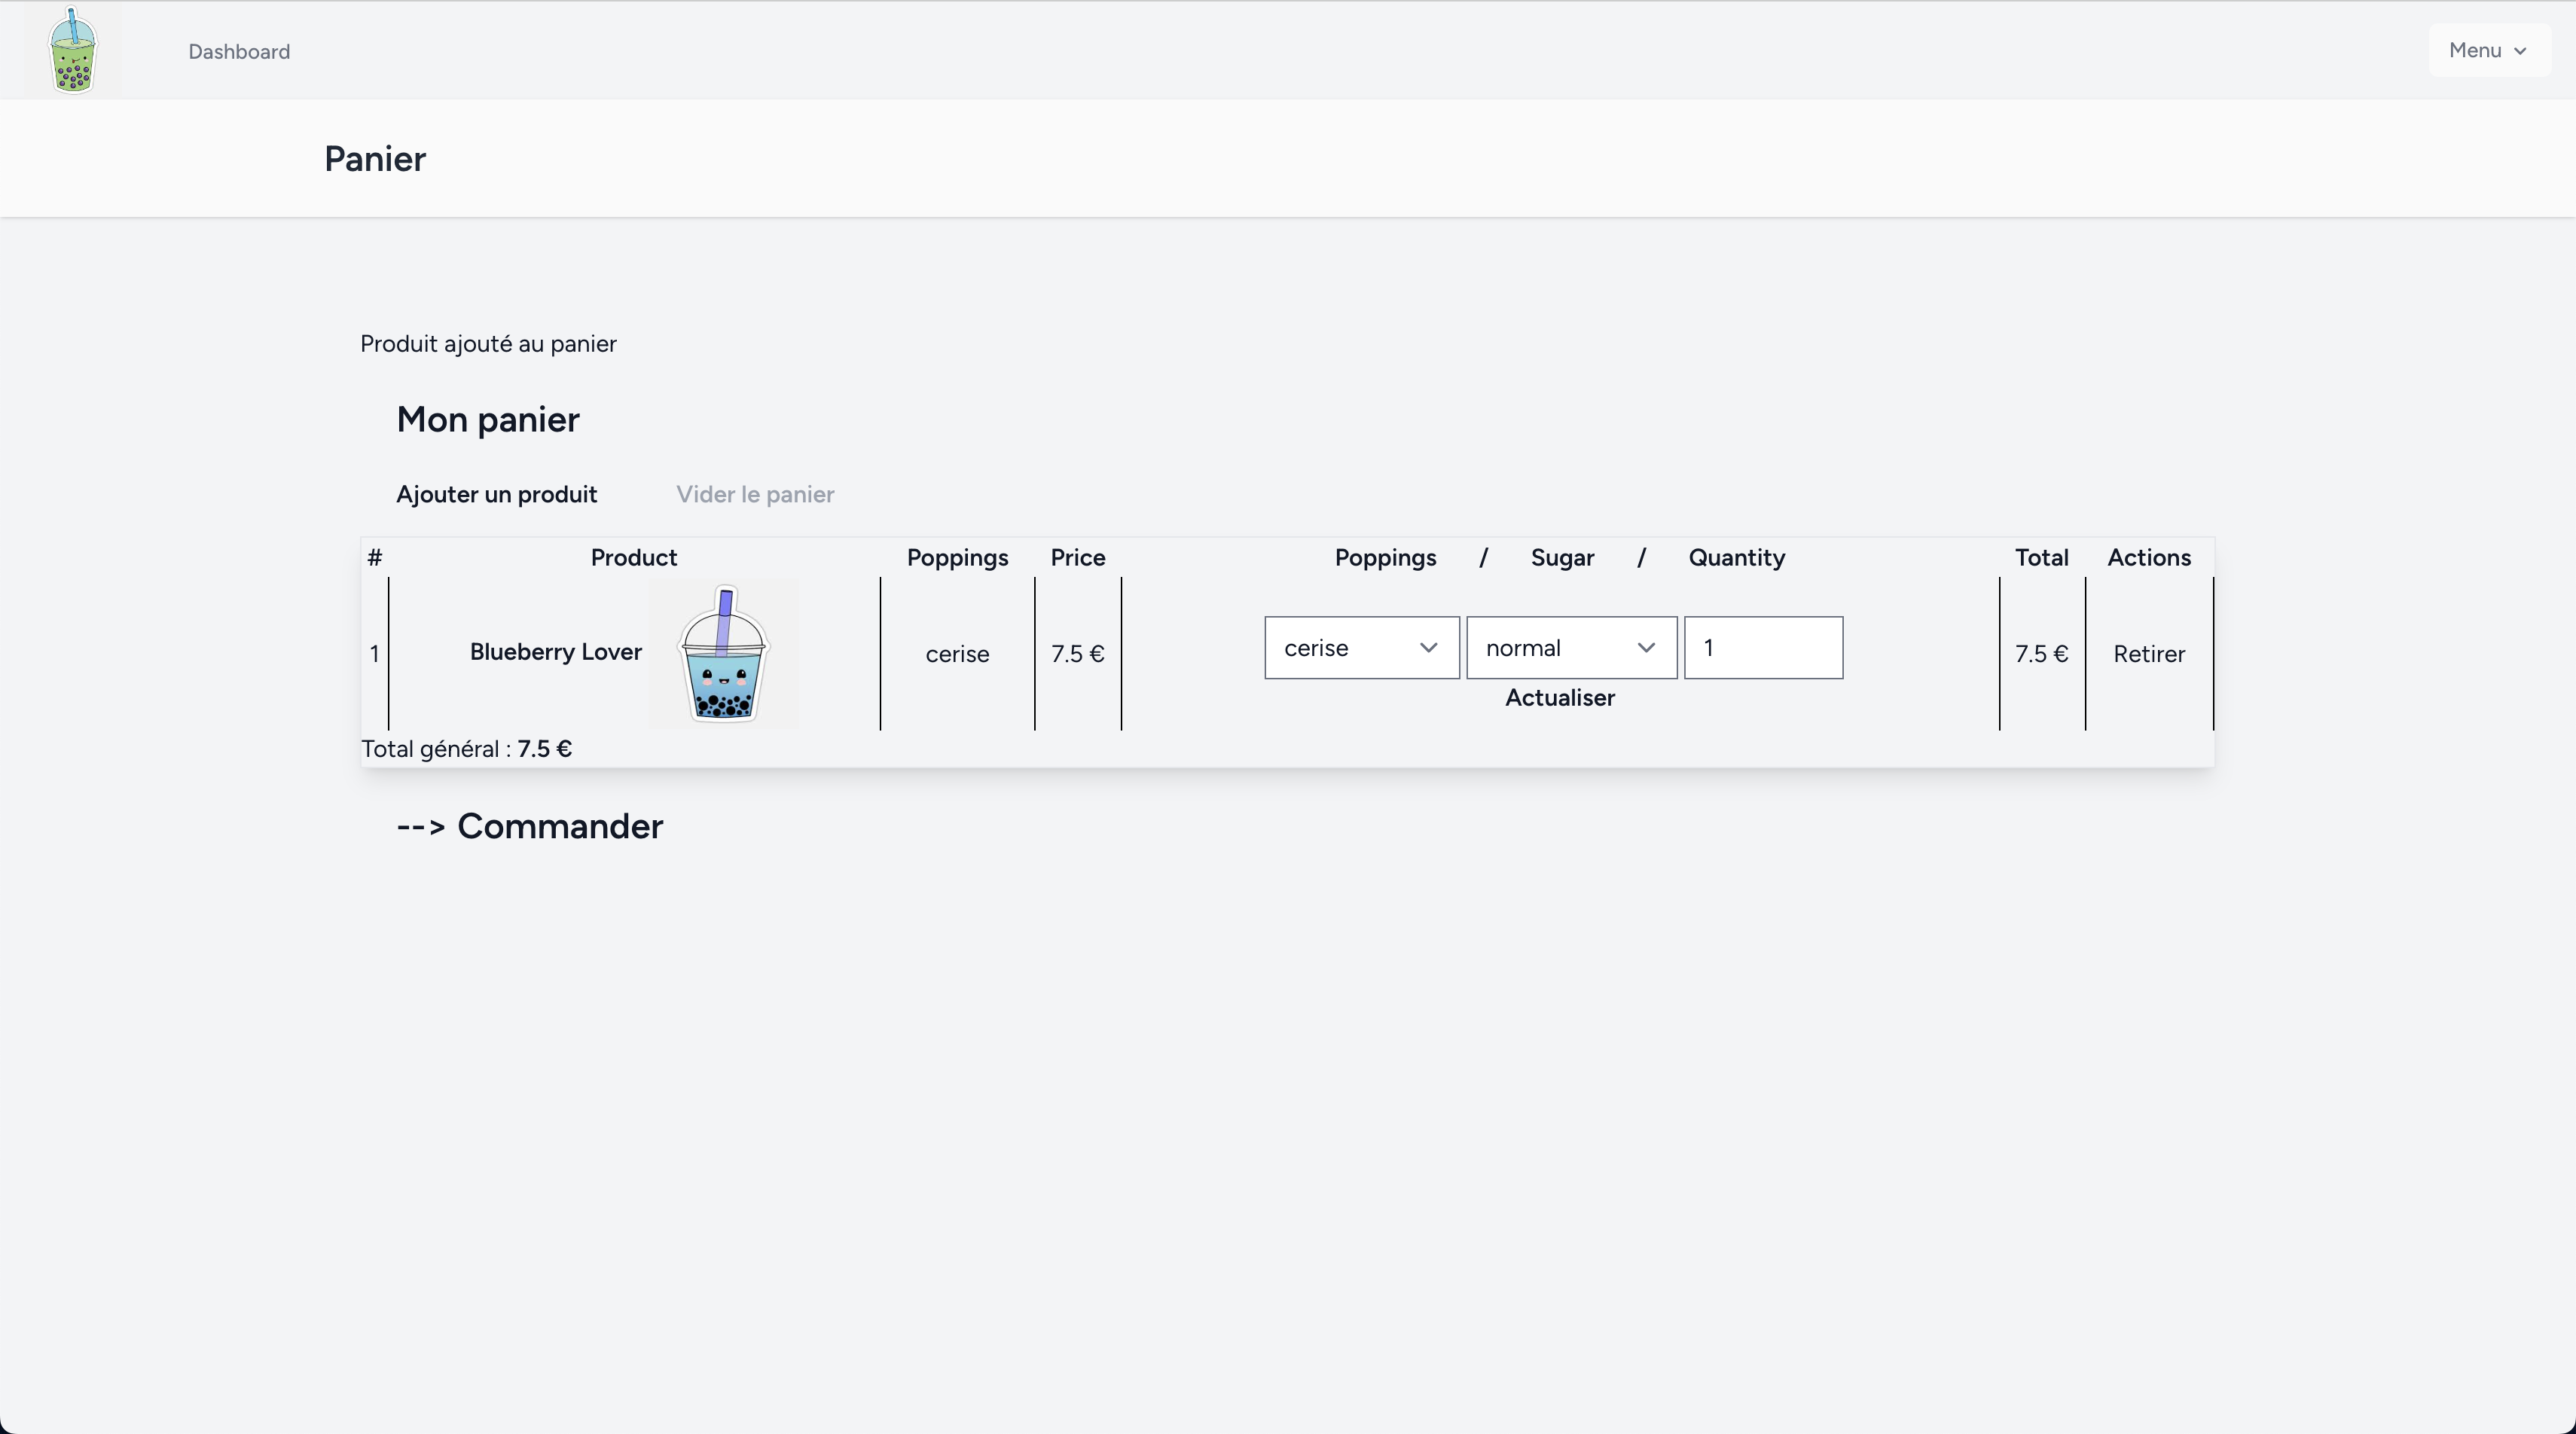 Dashboard Menu
Panier
Produit ajouté au panier
Mon panier
Ajouter un produit Vider le panier
# Product Poppings Price Poppings / Sugar / Quantity Total Actions
1 Blueberry Lover cerise 7.5 € cerise normal 1 7.5 € Retirer
Actualiser
Total général : 7.5 €
--> Commander